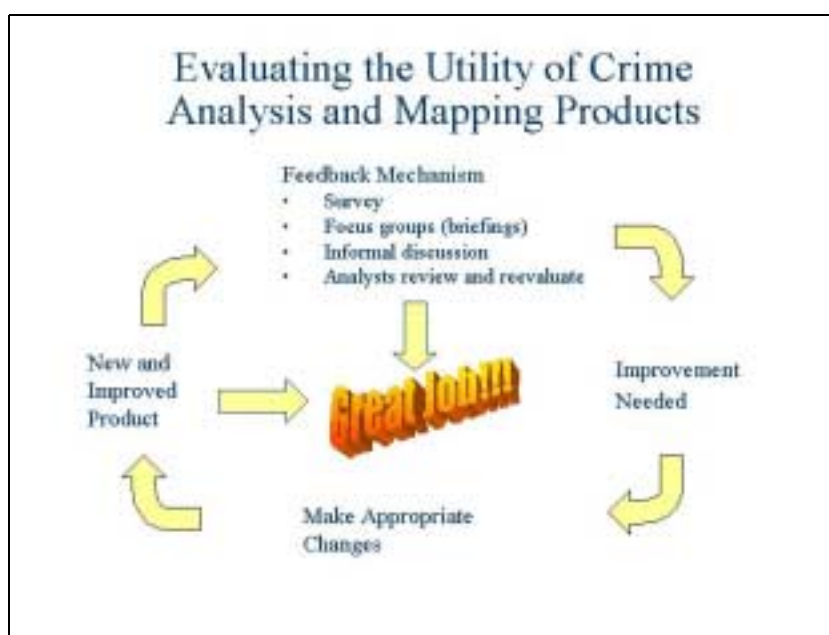 Evaluating the Utility of Crime
Analysis and Mapping Products
Feedback Mechanism
• Survey
• Focus groups (briefings)
• Informal discussion
• Analysts review and reevaluate
New and
Improved
Product
Great Job!!!
Improvement
Needed
Make Appropriate
Changes